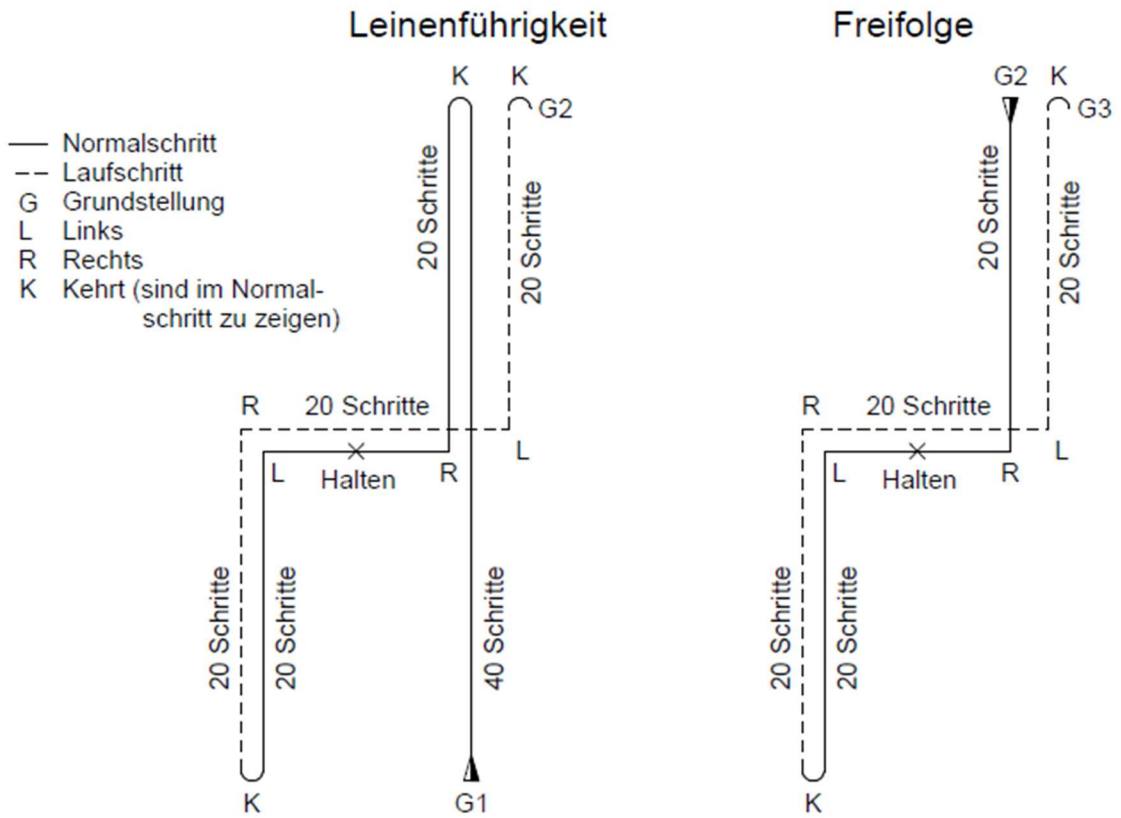 Leinenführigkeit
Freifolge
Normalschritt
Laufschritt
G Grundstellung
L Links
R Rechts
K Kehrt (sind im Normal-
schritt zu zeigen)
K
K
G2
20 Schritte
20 Schritte
R
20 Schritte
L
Halten
R
L
20 Schritte
20 Schritte
40 Schritte
K
G1
G2
K
G3
20 Schritte
20 Schritte
R
20 Schritte
L
Halten
R
L
20 Schritte
20 Schritte
K